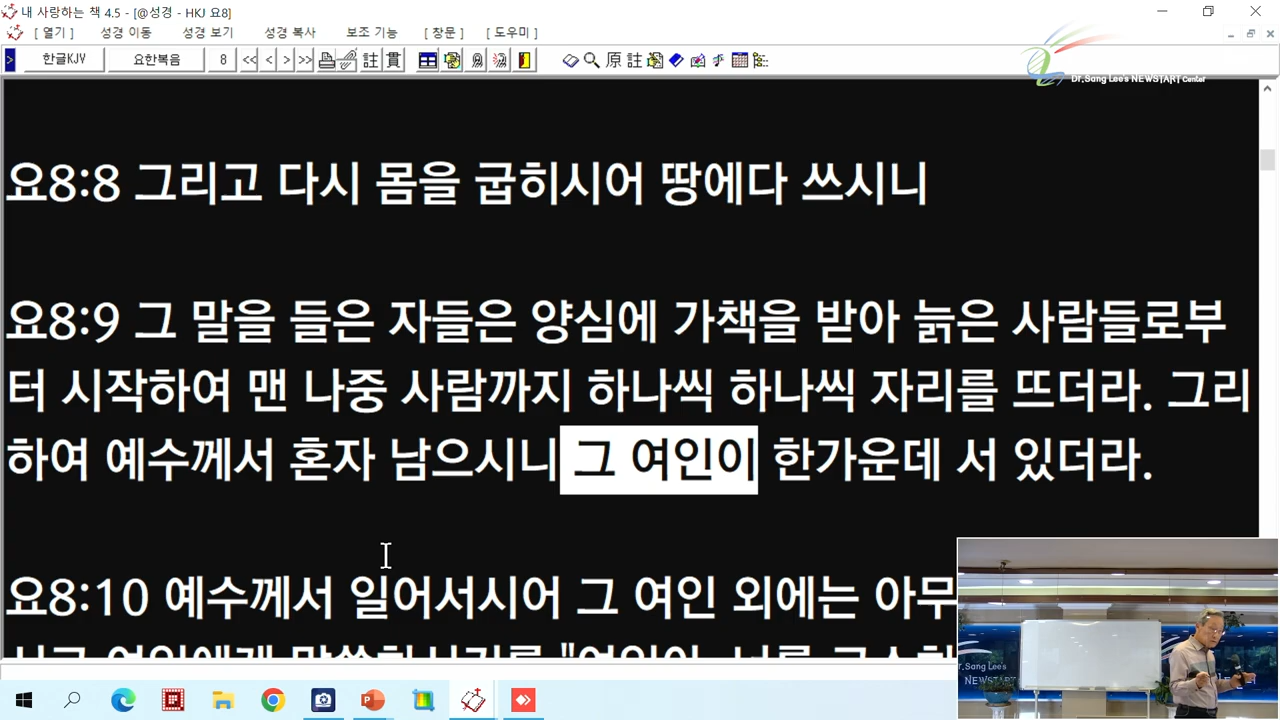 내 사랑하는 책 4.5 - [@성경 - HKJ 요8]
[ 열기 ] 성경 이동 성경 보기 성경 복사 보조 기능 [ 창문 ] [ 도우미 ]
한글KJV 요한복음 8 << < > >> 註 貫 原 註
Dr.Sang Lee's NEWSTART Center
요8:8 그리고 다시 몸을 굽히시어 땅에다 쓰시니
요8:9 그 말을 들은 자들은 양심에 가책을 받아 늙은 사람들로부
터 시작하여 맨 나중 사람까지 하나씩 하나씩 자리를 뜨더라. 그리
하여 예수께서 혼자 남으시니 그 여인이 한가운데 서 있더라.
요8:10 예수께서 일어서시어 그 여인 외에는 아무
r.Sang Lee's
NEWSTA